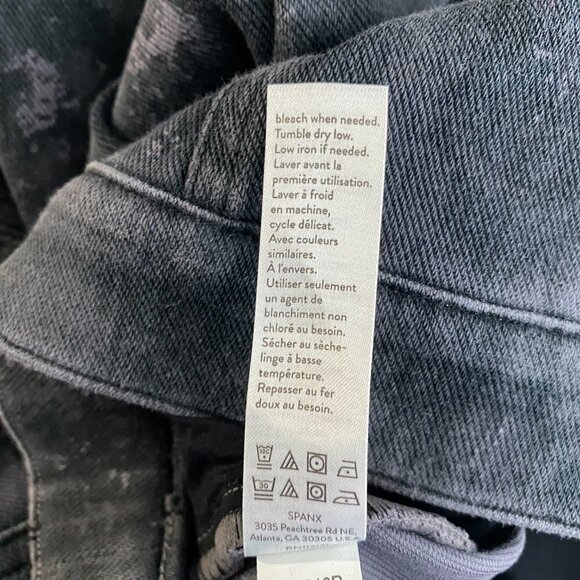 bleach when needed.
Tumble dry low.
Low iron if needed.
Laver avant la
première utilisation.
Laver à froid
en machine,
cycle délicat.
Avec couleurs
similaires.
À l'envers.
Utiliser seulement
un agent de
blanchiment non
chloré au besoin.
Sécher au sèche-
linge à basse
température.
Repasser au fer
doux au besoin.
30
SPANX
3035 Peachtree Rd NE,
Atlanta, GA 30305 U.S.A